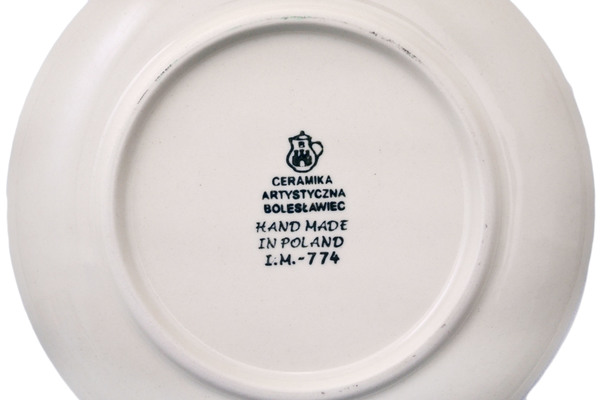 B
CERAMIKA
ARTYSTYCZNA
BOLESŁAWIEC
HAND MADE
IN POLAND
I.M.-774